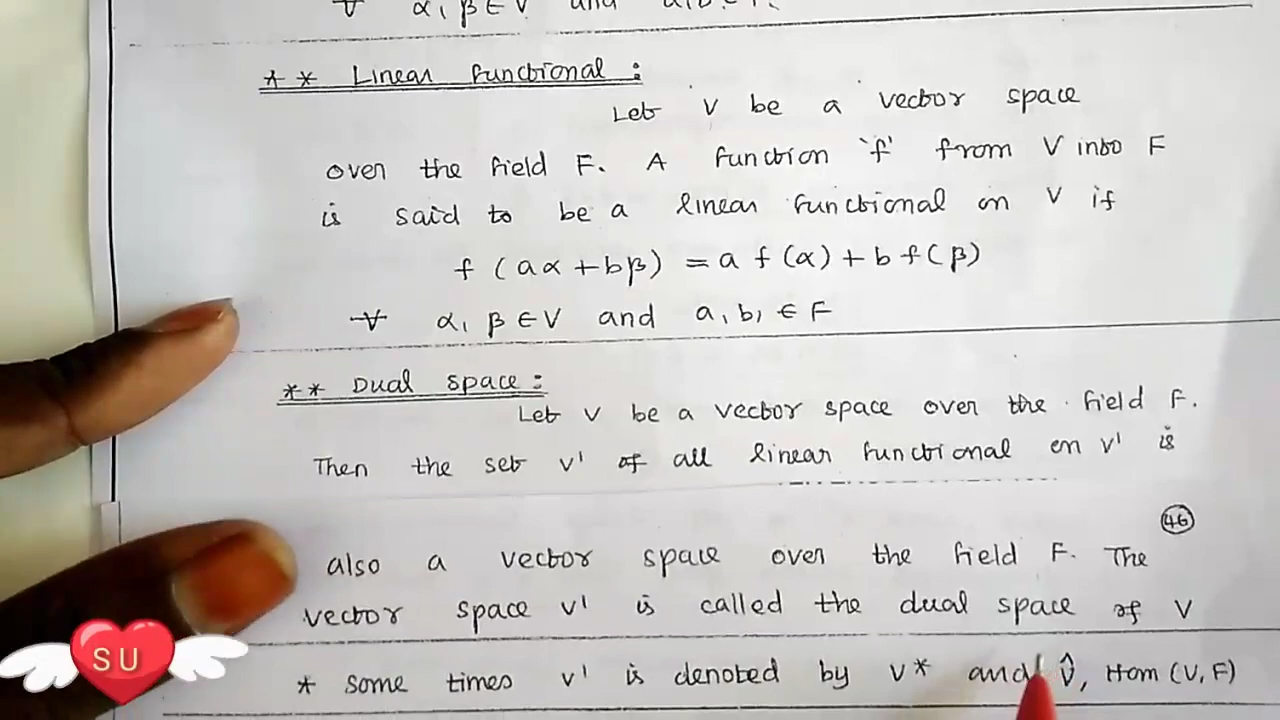 ∀ α, β ∈ V and a, b ∈ F.
** Linear functional :
Let V be a vector space
over the field F. A function 'f' from V into F
is said to be a linear functional on V if
f (aα + bβ) = a f(α) + b f(β)
∀ α, β ∈ V and a, b, ∈ F
** Dual space :
Let V be a vector space over the field F.
Then the set V' of all linear functional on V' is
46
also a vector space over the field F. The
vector space V' is called the dual space of V
* some times V' is denoted by V* and V̂, Hom (V, F)
SU